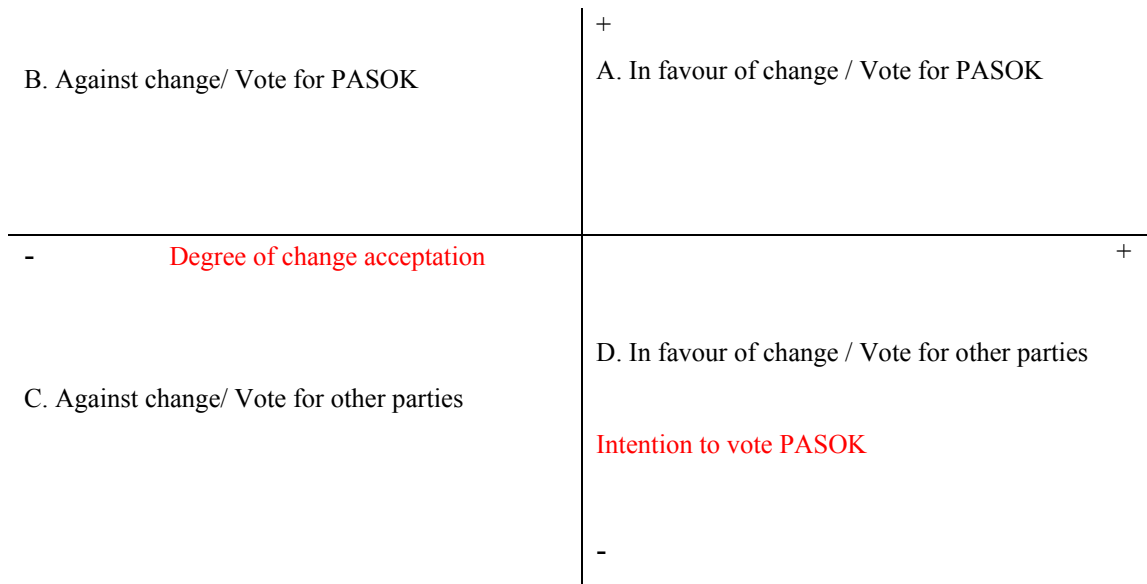 +
B. Against change/ Vote for PASOK
A. In favour of change / Vote for PASOK
-
Degree of change acceptation
+
C. Against change/ Vote for other parties
D. In favour of change / Vote for other parties
Intention to vote PASOK
-